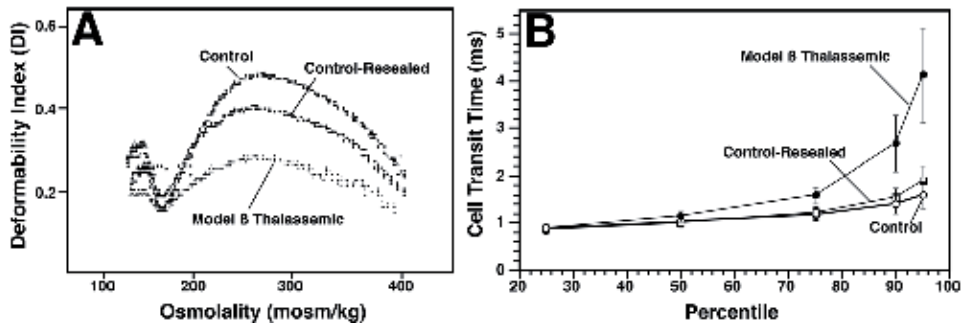 A
Deformability Index (DI)
0.6
0.4
0.2
Control
Control-Resealed
Model β Thalassemic
100
200
300
400
Osmolality (mosm/kg)
B
Cell Transit Time (ms)
5
4
3
2
1
0
Model β Thalassemic
Control-Resealed
Control
20
30
40
50
60
70
80
90
100
Percentile